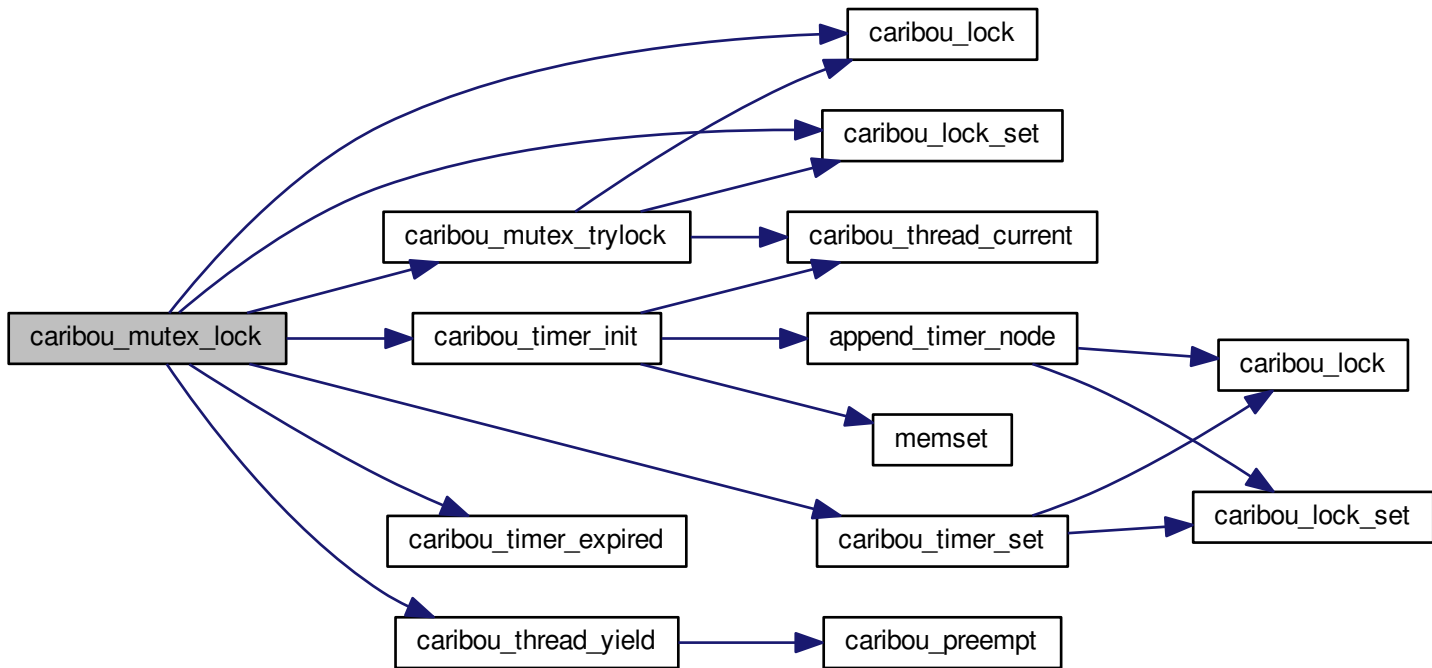 caribou_lock
caribou_lock_set
caribou_mutex_trylock
caribou_thread_current
caribou_mutex_lock
caribou_timer_init
append_timer_node
caribou_lock
memset
caribou_timer_expired
caribou_timer_set
caribou_lock_set
caribou_thread_yield
caribou_preempt